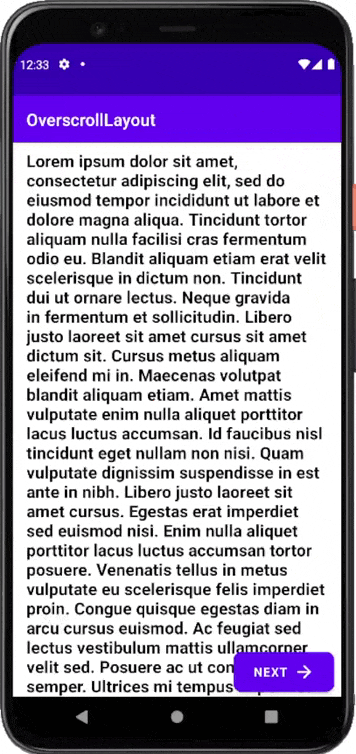 12:33
OverscrollLayout
Lorem ipsum dolor sit amet,
consectetur adipiscing elit, sed do
eiusmod tempor incididunt ut labore et
dolore magna aliqua. Tincidunt tortor
aliquam nulla facilisi cras fermentum
odio eu. Blandit aliquam etiam erat velit
scelerisque in dictum non. Tincidunt
dui ut ornare lectus. Neque gravida
in fermentum et sollicitudin. Libero
justo laoreet sit amet cursus sit amet
dictum sit. Cursus metus aliquam
eleifend mi in. Maecenas volutpat
blandit aliquam etiam. Amet mattis
vulputate enim nulla aliquet porttitor
lacus luctus accumsan. Id faucibus nisl
tincidunt eget nullam non nisi. Quam
vulputate dignissim suspendisse in est
ante in nibh. Libero justo laoreet sit
amet cursus. Egestas erat imperdiet
sed euismod nisi. Enim nulla aliquet
porttitor lacus luctus accumsan tortor
posuere. Venenatis tellus in metus
vulputate eu scelerisque felis imperdiet
proin. Congue quisque egestas diam in
arcu cursus euismod. Ac feugiat sed
lectus vestibulum mattis ullamcorper
velit sed. Posuere ac ut con
semper. Ultrices mi tempus
NEXT